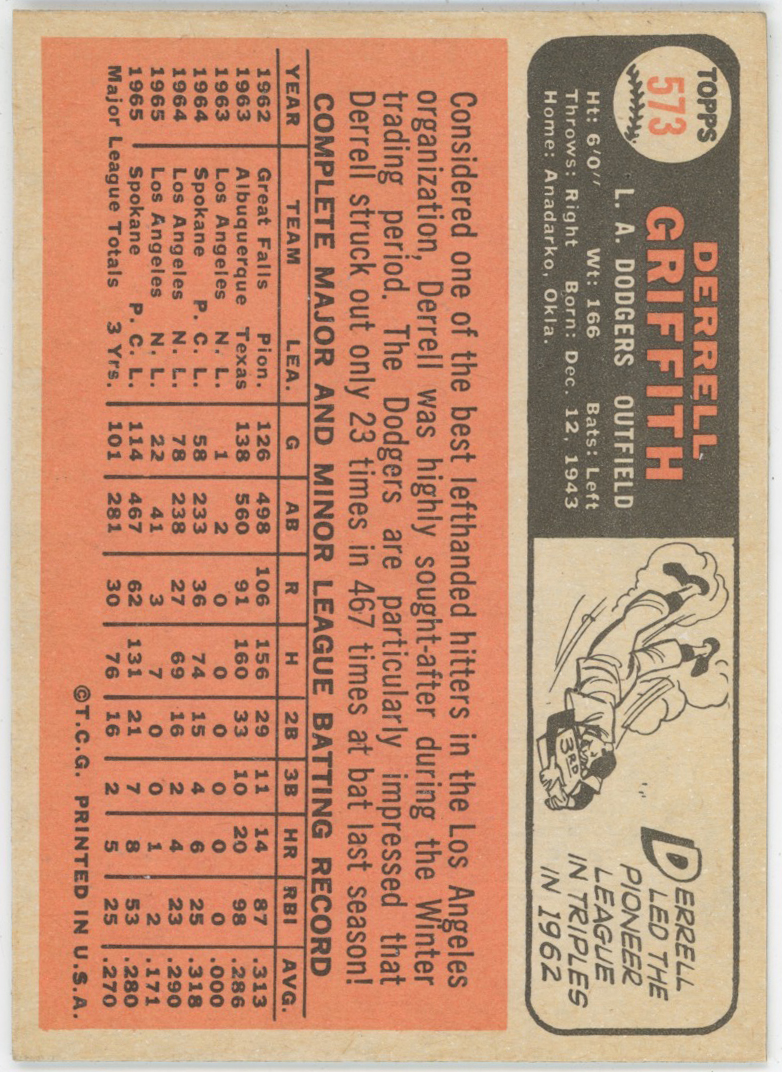 TOPPS
573
DERRELL
GRIFFITH
L. A. DODGERS OUTFIELD
Ht: 6'0" Wt: 166 Bats: Left
Throws: Right Born: Dec. 12, 1943
Home: Anadarko, Okla.
3RD
DERRELL
LED THE
PIONEER
LEAGUE
IN TRIPLES
IN 1962
Considered one of the best lefthanded hitters in the Los Angeles
organization, Derrell was highly sought-after during the Winter
trading period. The Dodgers are particularly impressed that
Derrell struck out only 23 times in 467 times at bat last season!
COMPLETE MAJOR AND MINOR LEAGUE BATTING RECORD
YEAR TEAM LEA. G AB R H 2B 3B HR RBI AVG.
1962 Great Falls Pion. 126 498 106 156 29 11 14 87 .313
1963 Albuquerque Texas 138 560 91 160 33 10 20 98 .286
1963 Los Angeles N. L. 1 2 0 0 0 0 0 0 .000
1964 Spokane P. C. L. 58 233 36 74 15 4 6 25 .318
1964 Los Angeles N. L. 78 238 27 69 16 2 4 23 .290
1965 Los Angeles N. L. 22 41 3 7 0 0 1 2 .171
1965 Spokane P. C. L. 114 467 62 131 21 7 8 53 .280
Major League Totals 3 Yrs. 101 281 30 76 16 2 5 25 .270
©T.C.G. PRINTED IN U.S.A.